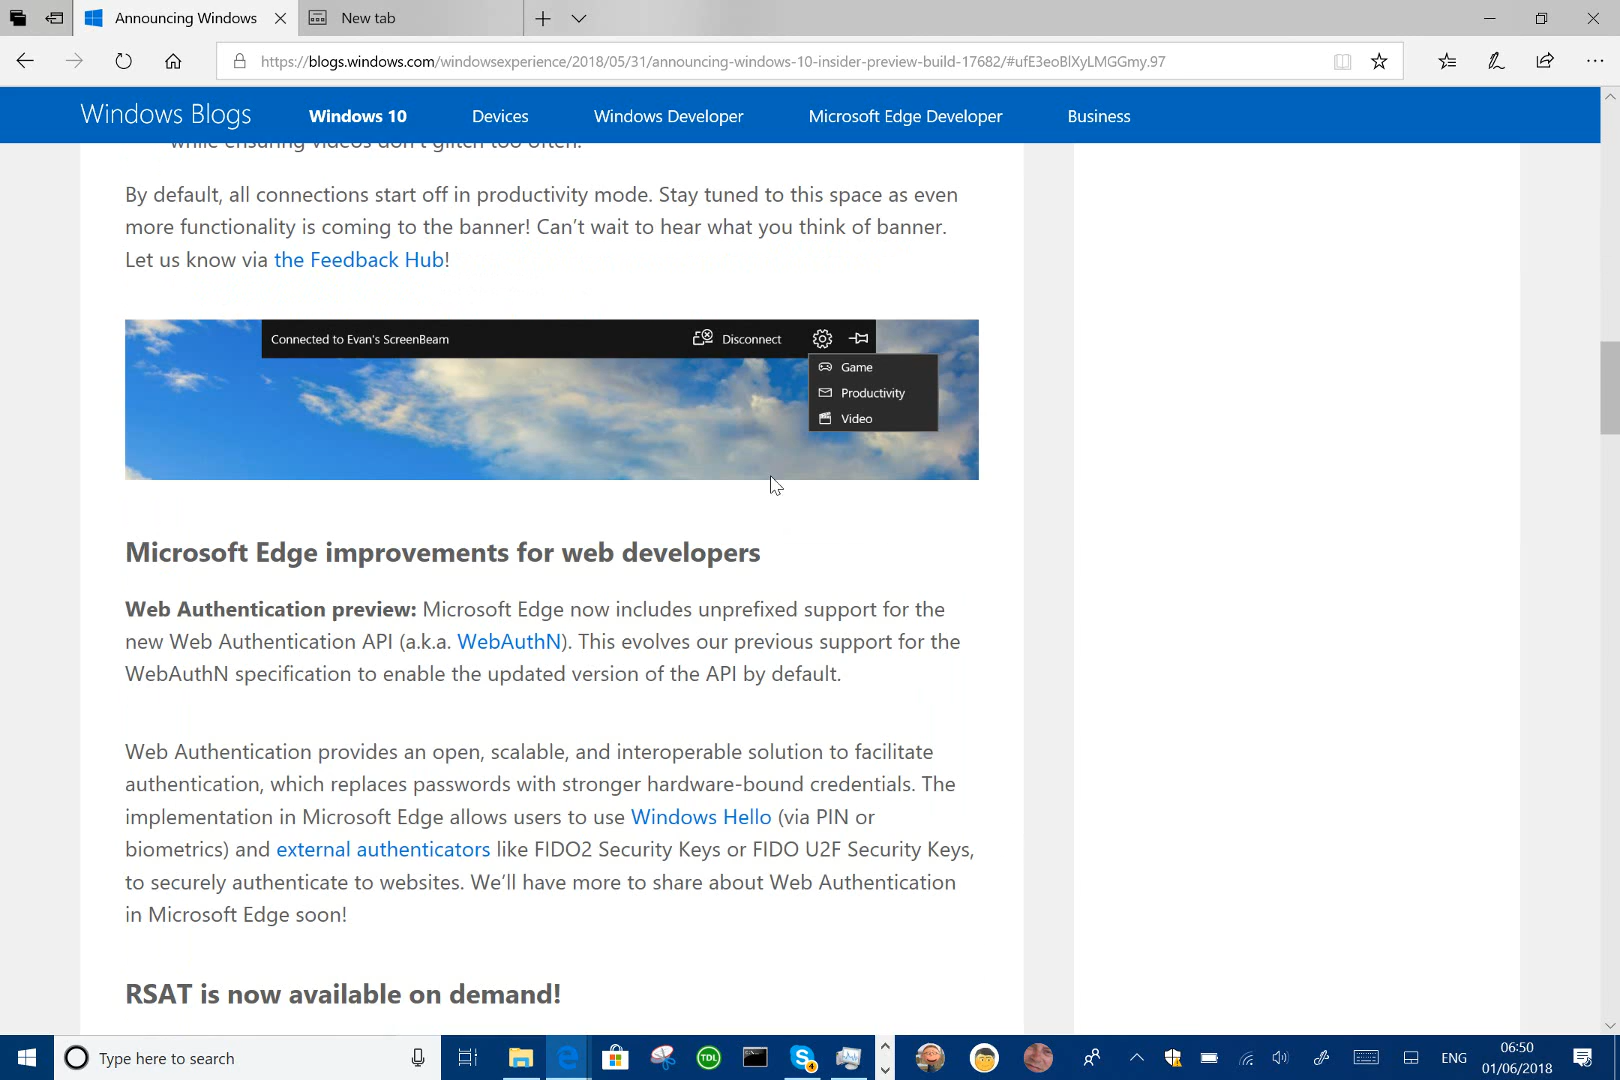 Announcing Windows
New tab
https://blogs.windows.com/windowsexperience/2018/05/31/announcing-windows-10-insider-preview-build-17682/#ufE3eoBlXyLMGGmy.97
Windows Blogs
Windows 10
Devices
Windows Developer
Microsoft Edge Developer
Business
while ensuring videos don't glitch too often.
By default, all connections start off in productivity mode. Stay tuned to this space as even
more functionality is coming to the banner! Can't wait to hear what you think of banner.
Let us know via the Feedback Hub!
Connected to Evan's ScreenBeam
Disconnect
Game
Productivity
Video
Microsoft Edge improvements for web developers
Web Authentication preview: Microsoft Edge now includes unprefixed support for the
new Web Authentication API (a.k.a. WebAuthN). This evolves our previous support for the
WebAuthN specification to enable the updated version of the API by default.
Web Authentication provides an open, scalable, and interoperable solution to facilitate
authentication, which replaces passwords with stronger hardware-bound credentials. The
implementation in Microsoft Edge allows users to use Windows Hello (via PIN or
biometrics) and external authenticators like FIDO2 Security Keys or FIDO U2F Security Keys,
to securely authenticate to websites. We'll have more to share about Web Authentication
in Microsoft Edge soon!
RSAT is now available on demand!
Type here to search
TDL
4
ENG
06:50
01/06/2018